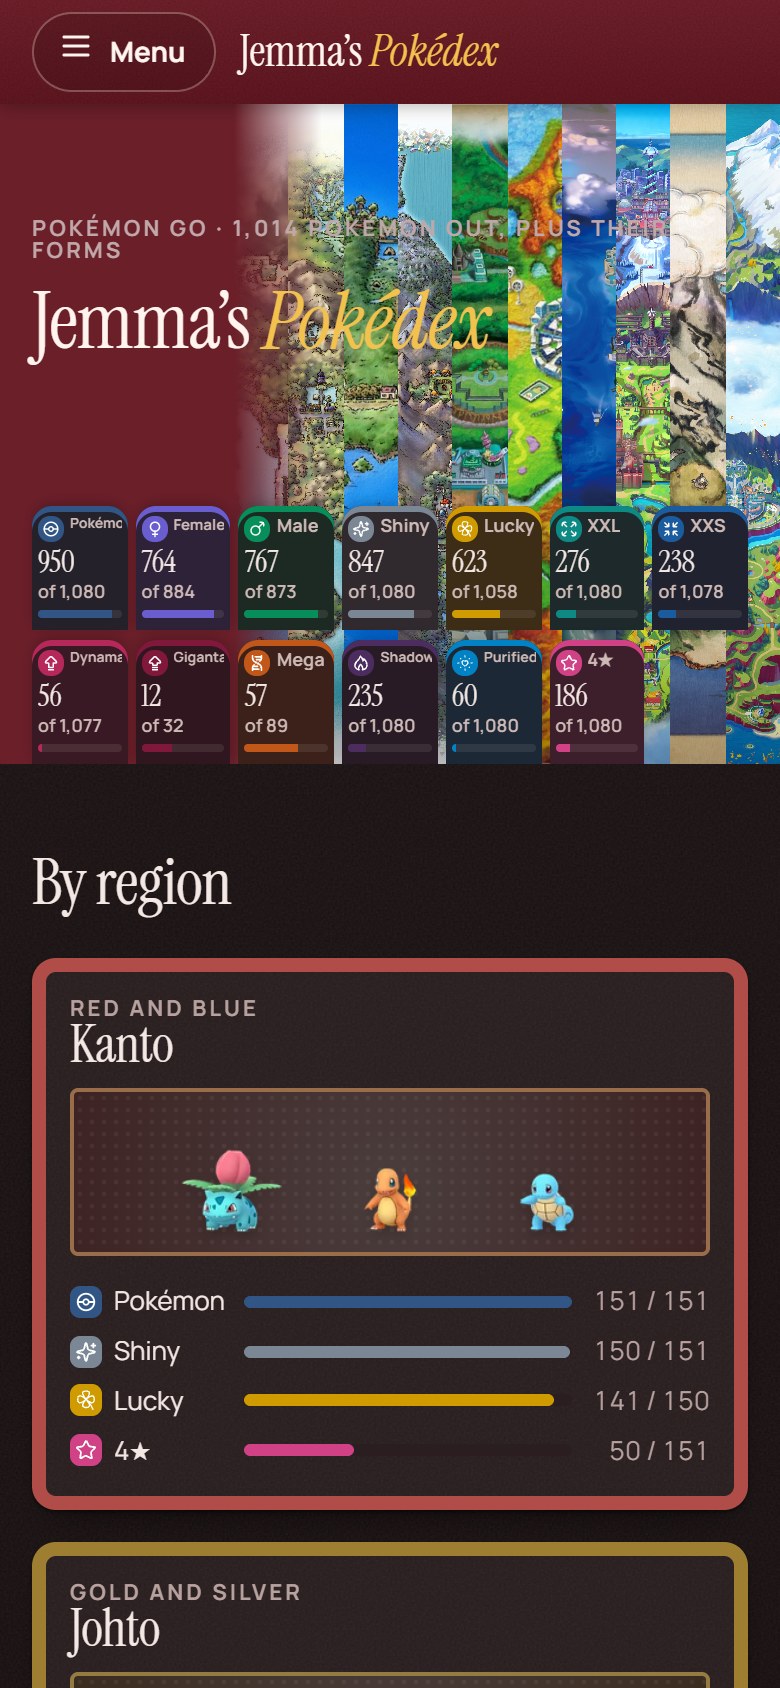 Menu
Jemma's Pokédex
POKÉMON GO · 1,014 POKÉMON OUT, PLUS THEIR
FORMS
Jemma's Pokédex
Pokémo
950
of 1,080
Female
764
of 884
Male
767
of 873
Shiny
847
of 1,080
Lucky
623
of 1,058
XXL
276
of 1,080
XXS
238
of 1,078
Dynama
56
of 1,077
Giganta
12
of 32
Mega
57
of 89
Shadow
235
of 1,080
Purified
60
of 1,080
4★
186
of 1,080
By region
RED AND BLUE
Kanto
Pokémon 151 / 151
Shiny 150 / 151
Lucky 141 / 150
4★ 50 / 151
GOLD AND SILVER
Johto